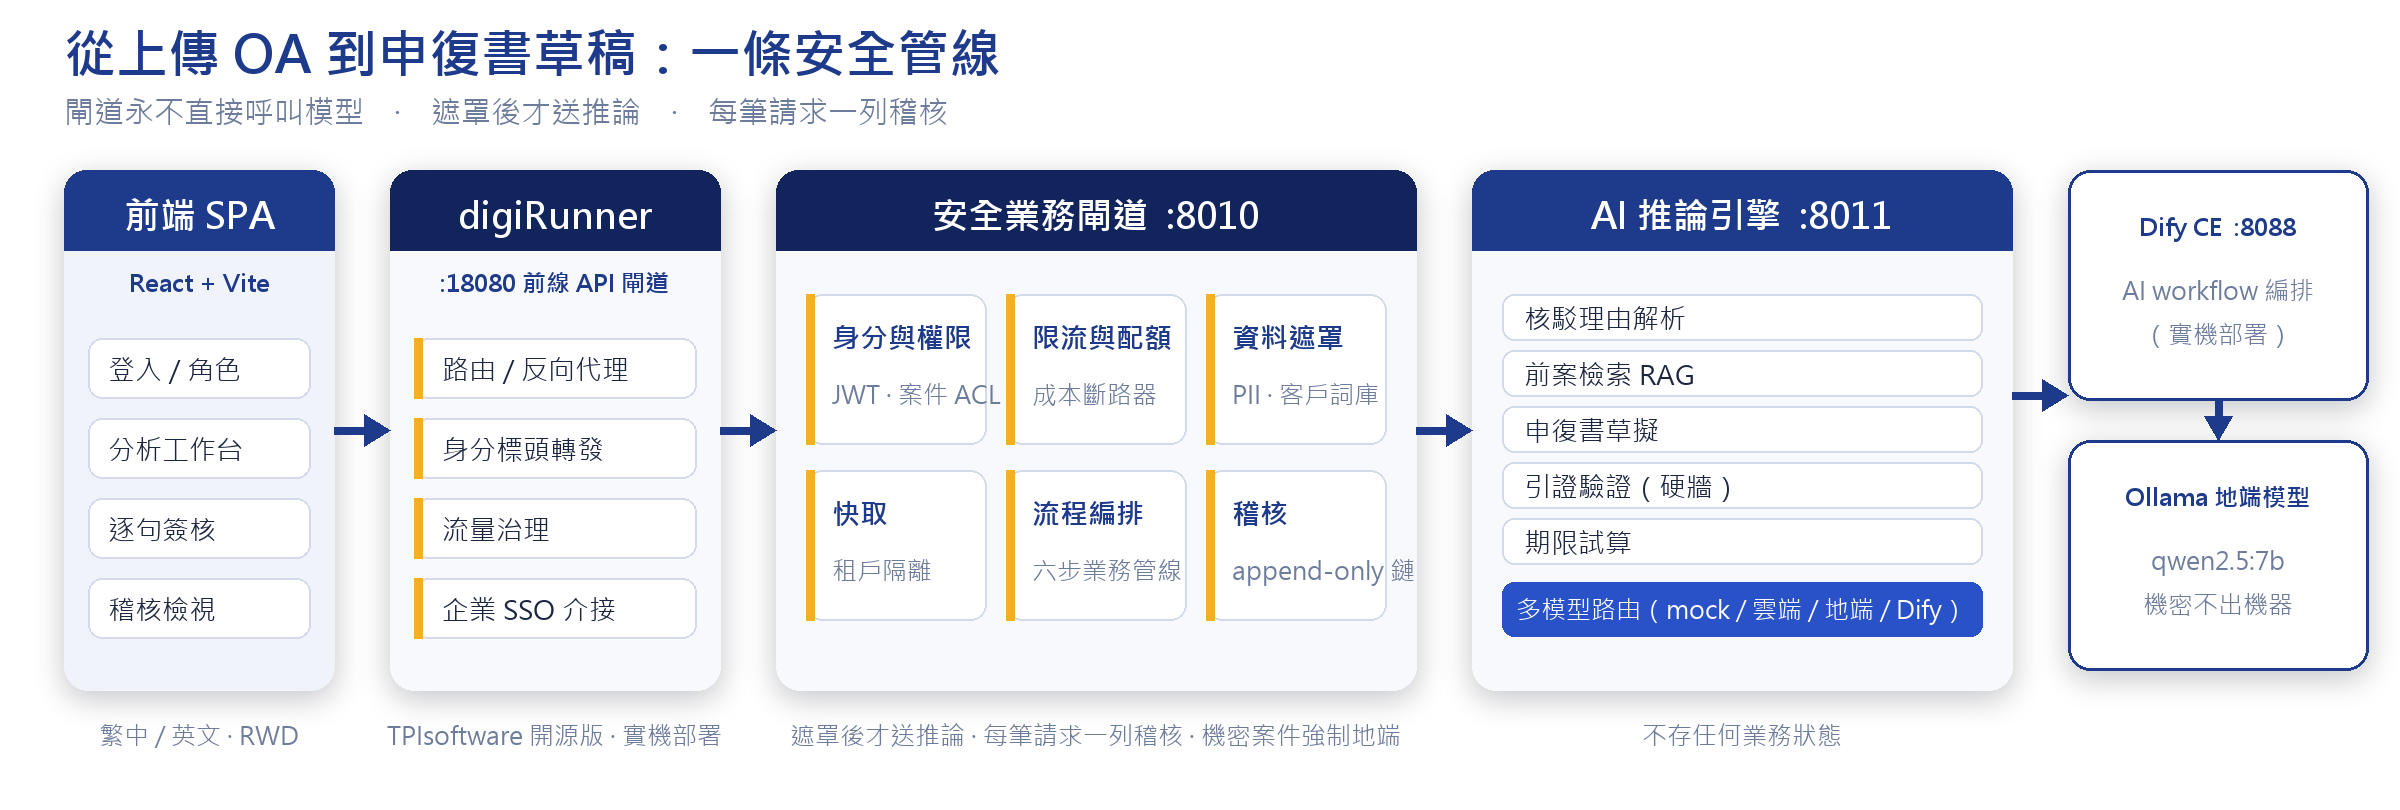 從上傳 OA 到申復書草稿：一條安全管線
閘道永不直接呼叫模型 · 遮罩後才送推論 · 每筆請求一列稽核
前端 SPA
React + Vite
登入 / 角色
分析工作台
逐句簽核
稽核檢視
繁中 / 英文 · RWD
digiRunner
:18080 前線 API 閘道
路由 / 反向代理
身分標頭轉發
流量治理
企業 SSO 介接
TPIsoftware 開源版 · 實機部署
安全業務閘道 :8010
身分與權限
JWT · 案件 ACL
限流與配額
成本斷路器
資料遮罩
PII · 客戶詞庫
快取
租戶隔離
流程編排
六步業務管線
稽核
append-only 鏈
遮罩後才送推論 · 每筆請求一列稽核 · 機密案件強制地端
AI 推論引擎 :8011
核駁理由解析
前案檢索 RAG
申復書草擬
引證驗證（硬牆）
期限試算
多模型路由（mock / 雲端 / 地端 / Dify）
不存任何業務狀態
Dify CE :8088
AI workflow 編排
（實機部署）
Ollama 地端模型
qwen2.5:7b
機密不出機器